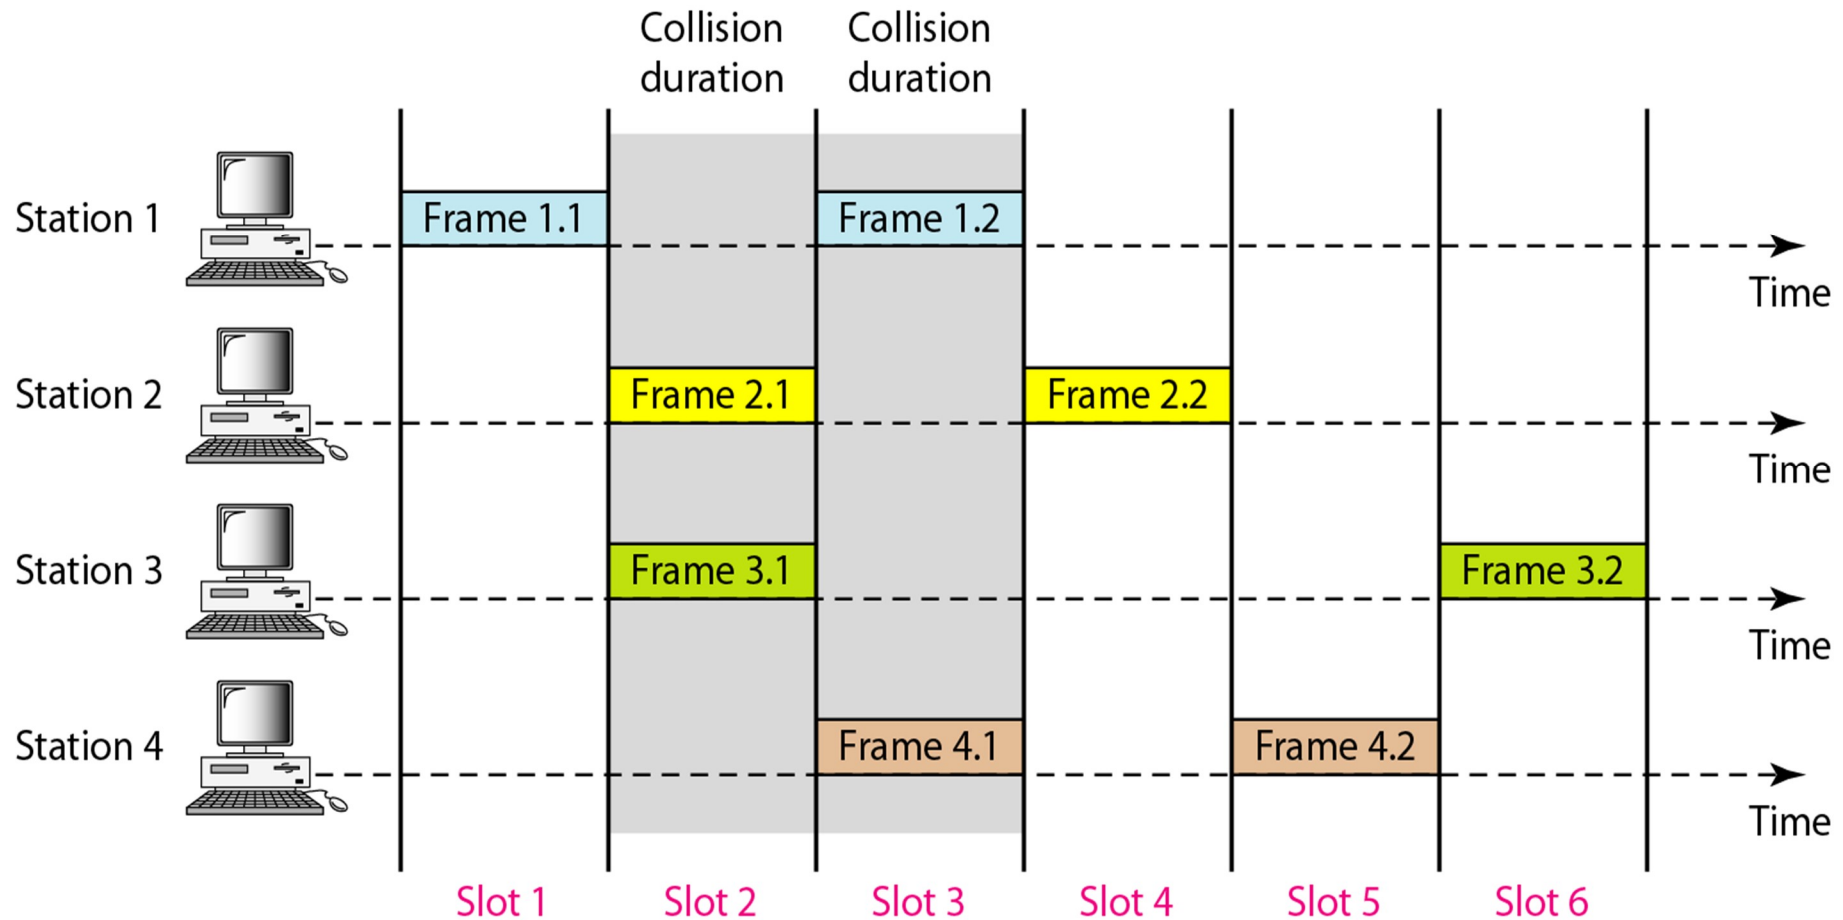 Collision
duration
Collision
duration
Station 1
Frame 1.1
Frame 1.2
Time
Station 2
Frame 2.1
Frame 2.2
Time
Station 3
Frame 3.1
Frame 3.2
Time
Station 4
Frame 4.1
Frame 4.2
Time
Slot 1
Slot 2
Slot 3
Slot 4
Slot 5
Slot 6